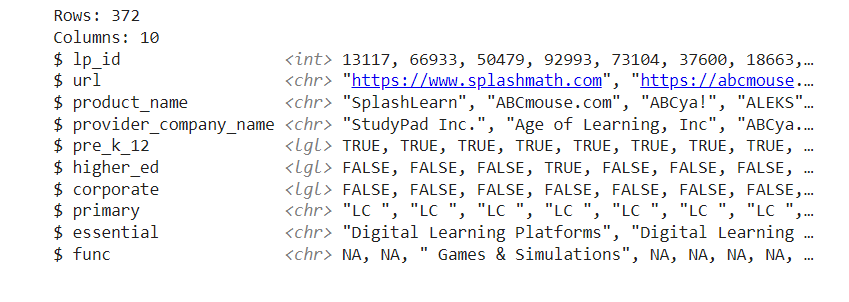 Rows: 372
Columns: 10
$ lp_id <int> 13117, 66933, 50479, 92993, 73104, 37600, 18663,…
$ url <chr> "https://www.splashmath.com", "https://abcmouse.…
$ product_name <chr> "SplashLearn", "ABCmouse.com", "ABCya!", "ALEKS"…
$ provider_company_name <chr> "StudyPad Inc.", "Age of Learning, Inc", "ABCya.…
$ pre_k_12 <lgl> TRUE, TRUE, TRUE, TRUE, TRUE, TRUE, TRUE, TRUE, …
$ higher_ed <lgl> FALSE, FALSE, FALSE, TRUE, FALSE, FALSE, FALSE, …
$ corporate <lgl> FALSE, FALSE, FALSE, FALSE, FALSE, FALSE, FALSE,…
$ primary <chr> "LC ", "LC ", "LC ", "LC ", "LC ", "LC ", "LC ",…
$ essential <chr> "Digital Learning Platforms", "Digital Learning …
$ func <chr> NA, NA, " Games & Simulations", NA, NA, NA, NA, …